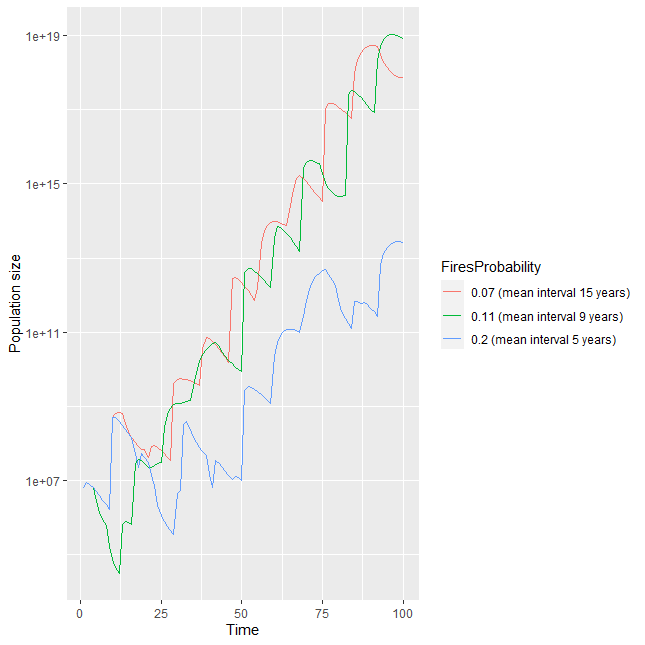 1e+19
1e+15
1e+11
1e+07
Population size
0
25
50
75
100
Time
FiresProbability
0.07 (mean interval 15 years)
0.11 (mean interval 9 years)
0.2 (mean interval 5 years)